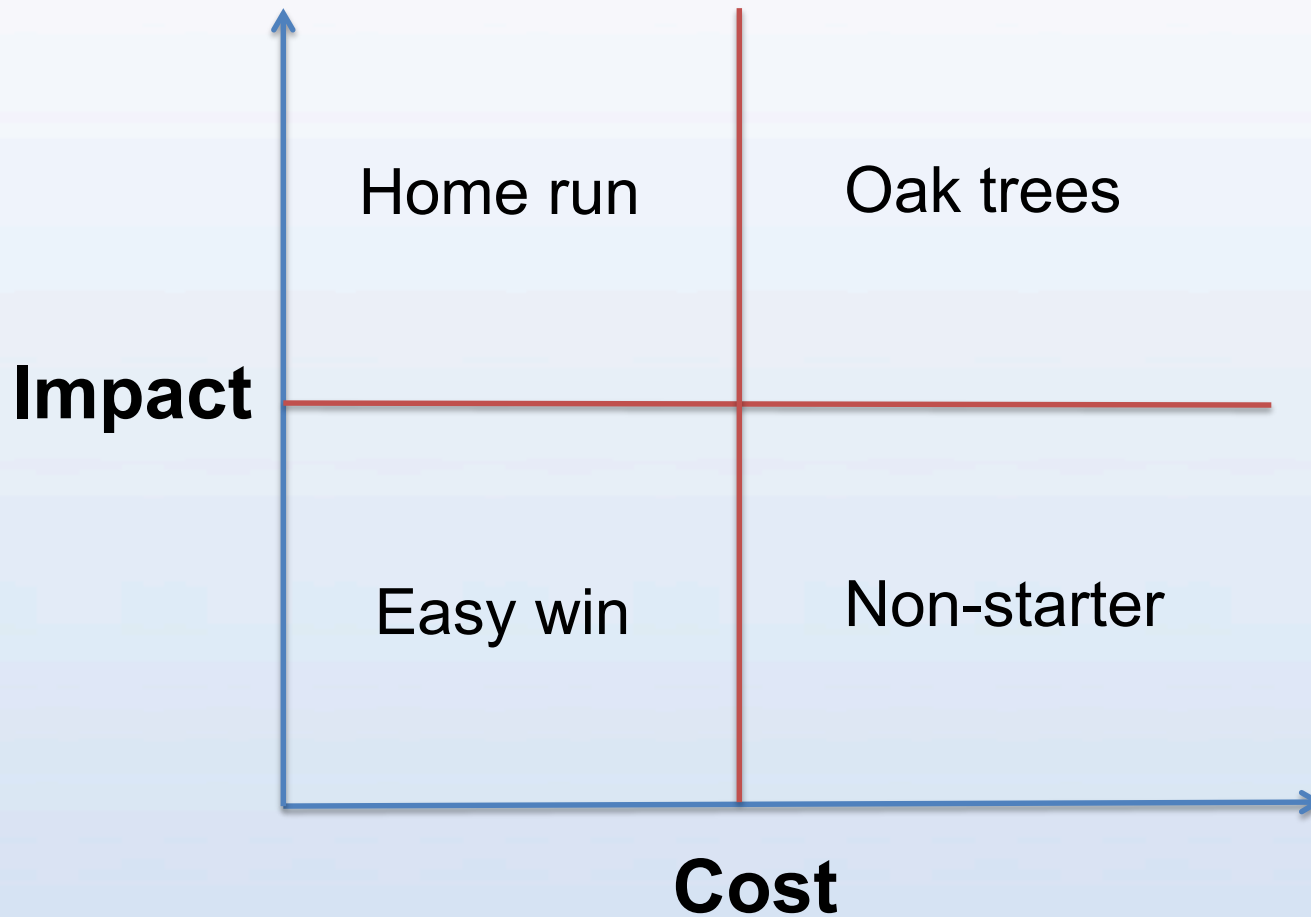 Home run
Oak trees
Impact
Easy win
Non-starter
Cost